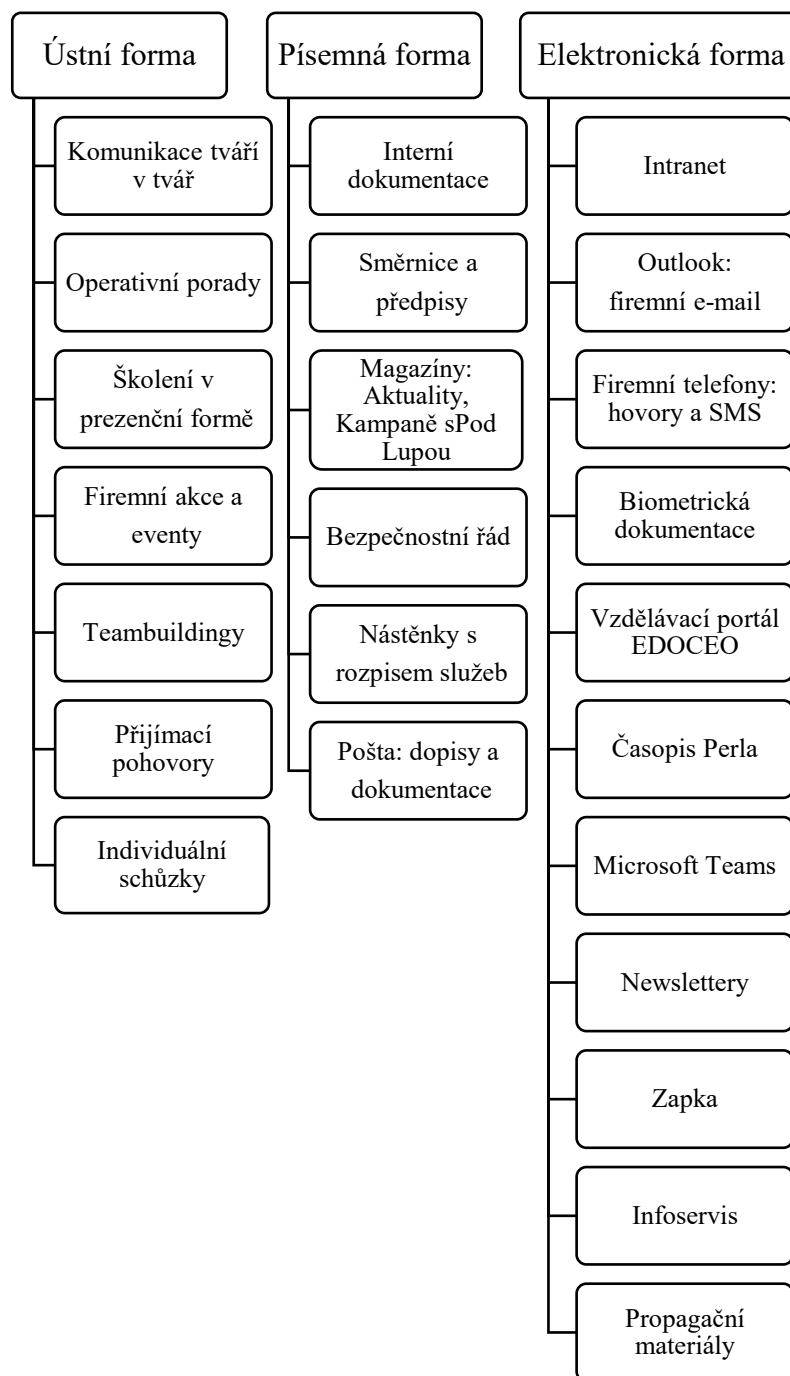 Ústní forma
Komunikace tváří
v tvář
Operativní porady
Školení v
prezenční formě
Firemní akce a
eventy
Teambuildingy
Přijímací
pohovory
Individuální
schůzky
Písemná forma
Interní
dokumentace
Směrnice a
předpisy
Magazíny:
Aktuality,
Kampaně sPod
Lupou
Bezpečnostní řád
Nástěnky s
rozpisem služeb
Pošta: dopisy a
dokumentace
Elektronická forma
Intranet
Outlook:
firemní e-mail
Firemní telefony:
hovory a SMS
Biometrická
dokumentace
Vzdělávací portál
EDOCEO
Časopis Perla
Microsoft Teams
Newslettery
Zapka
Infoservis
Propagační
materiály